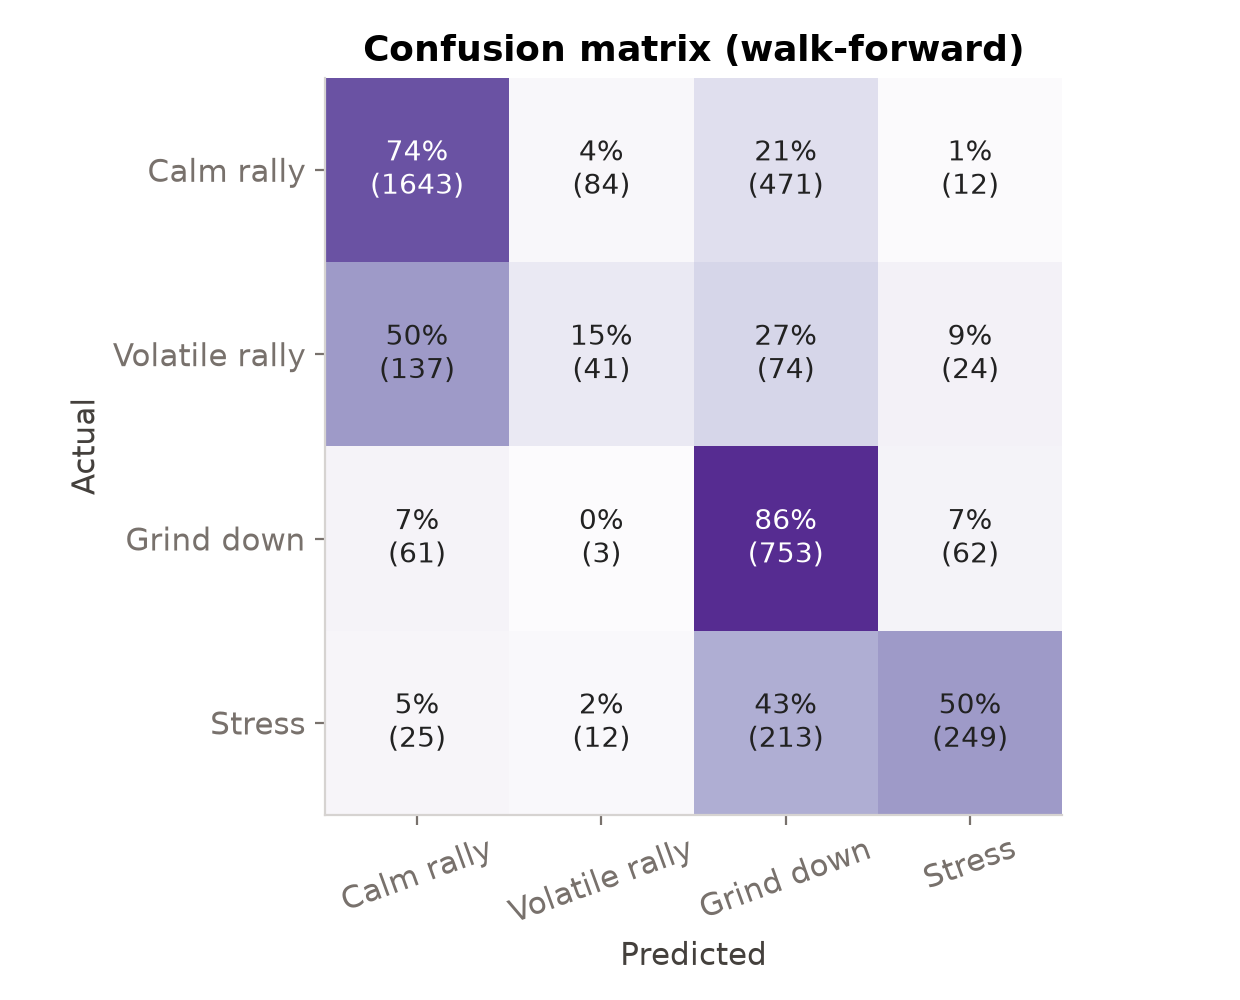 Confusion matrix (walk-forward)
Calm rally
74%
(1643)
4%
(84)
21%
(471)
1%
(12)
Volatile rally
50%
(137)
15%
(41)
27%
(74)
9%
(24)
Actual
Grind down
7%
(61)
0%
(3)
86%
(753)
7%
(62)
Stress
5%
(25)
2%
(12)
43%
(213)
50%
(249)
Calm rally
Volatile rally
Grind down
Stress
Predicted